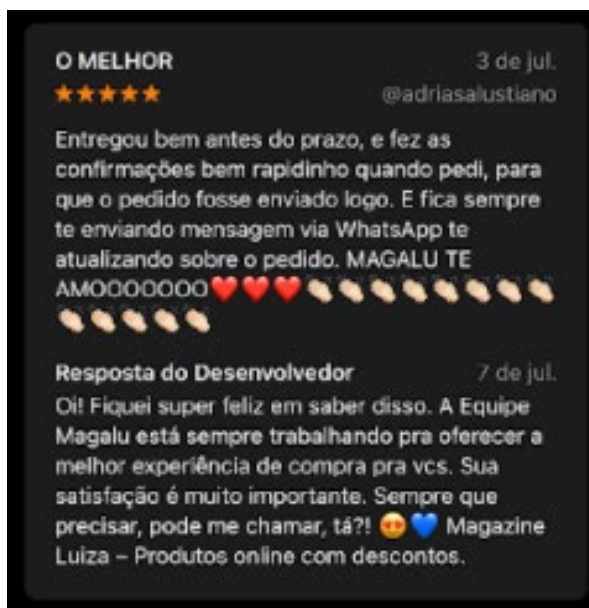 O MELHOR 3 de jul.
★★★★★ @adriasalustiano
Entregou bem antes do prazo, e fez as
confirmações bem rapidinho quando pedi, para
que o pedido fosse enviado logo. E fica sempre
te enviando mensagem via WhatsApp te
atualizando sobre o pedido. MAGALU TE
AMOOOOOOO❤️❤️❤️👏🏻👏🏻👏🏻👏🏻👏🏻👏🏻👏🏻👏🏻
👏🏻👏🏻👏🏻👏🏻👏🏻
Resposta do Desenvolvedor 7 de jul.
Oi! Fiquei super feliz em saber disso. A Equipe
Magalu está sempre trabalhando pra oferecer a
melhor experiência de compra pra vcs. Sua
satisfação é muito importante. Sempre que
precisar, pode me chamar, tá?! 😍💙 Magazine
Luiza – Produtos online com descontos.